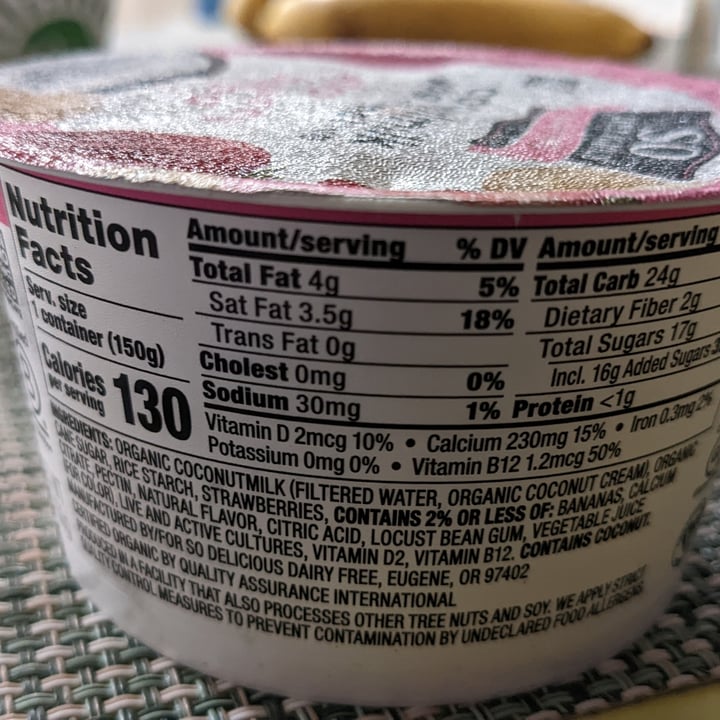 Nutrition
Facts
Serv. size
1 container (150g)
Calories
per serving
130
Amount/serving % DV
Total Fat 4g 5%
Sat Fat 3.5g 18%
Trans Fat 0g
Cholest 0mg 0%
Sodium 30mg 1%
Amount/serving
Total Carb 24g
Dietary Fiber 2g
Total Sugars 17g
Incl. 16g Added Sugars
Protein <1g
Vitamin D 2mcg 10% • Calcium 230mg 15% • Iron 0.3mg 2%
Potassium 0mg 0% • Vitamin B12 1.2mcg 50%
INGREDIENTS: ORGANIC COCONUTMILK (FILTERED WATER, ORGANIC COCONUT CREAM), ORGANIC
CANE SUGAR, RICE STARCH, STRAWBERRIES, CONTAINS 2% OR LESS OF: BANANAS, CALCIUM
CITRATE, PECTIN, NATURAL FLAVOR, CITRIC ACID, LOCUST BEAN GUM, VEGETABLE JUICE
(FOR COLOR), LIVE AND ACTIVE CULTURES, VITAMIN D2, VITAMIN B12. CONTAINS COCONUT.
MANUFACTURED BY/FOR SO DELICIOUS DAIRY FREE, EUGENE, OR 97402
CERTIFIED ORGANIC BY QUALITY ASSURANCE INTERNATIONAL
PRODUCED IN A FACILITY THAT ALSO PROCESSES OTHER TREE NUTS AND SOY. WE APPLY STRICT
QUALITY CONTROL MEASURES TO PREVENT CONTAMINATION BY UNDECLARED FOOD ALLERGENS